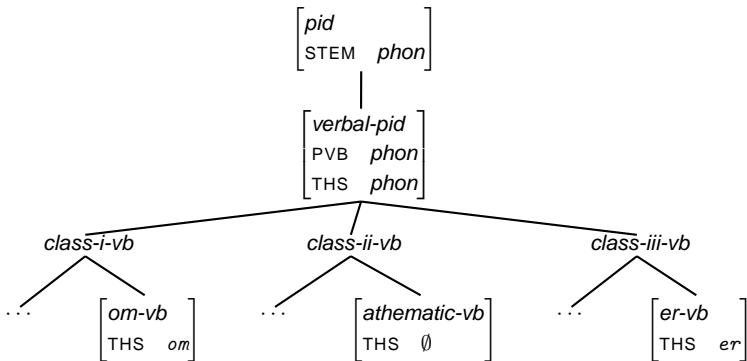 pid
STEM phon
verbal-pid
PVB phon
THS phon
class-i-vb class-ii-vb class-iii-vb
... om-vb ... athematic-vb ... er-vb
THS om THS ∅ THS er